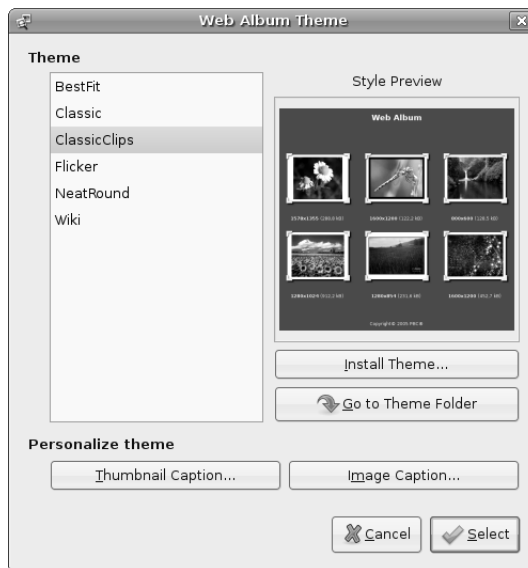 Web Album Theme
Theme
BestFit
Classic
ClassicClips
Flicker
NeatRound
Wiki
Style Preview
Web Album
Install Theme...
Go to Theme Folder
Personalize theme
Thumbnail Caption...
Image Caption...
Cancel
Select